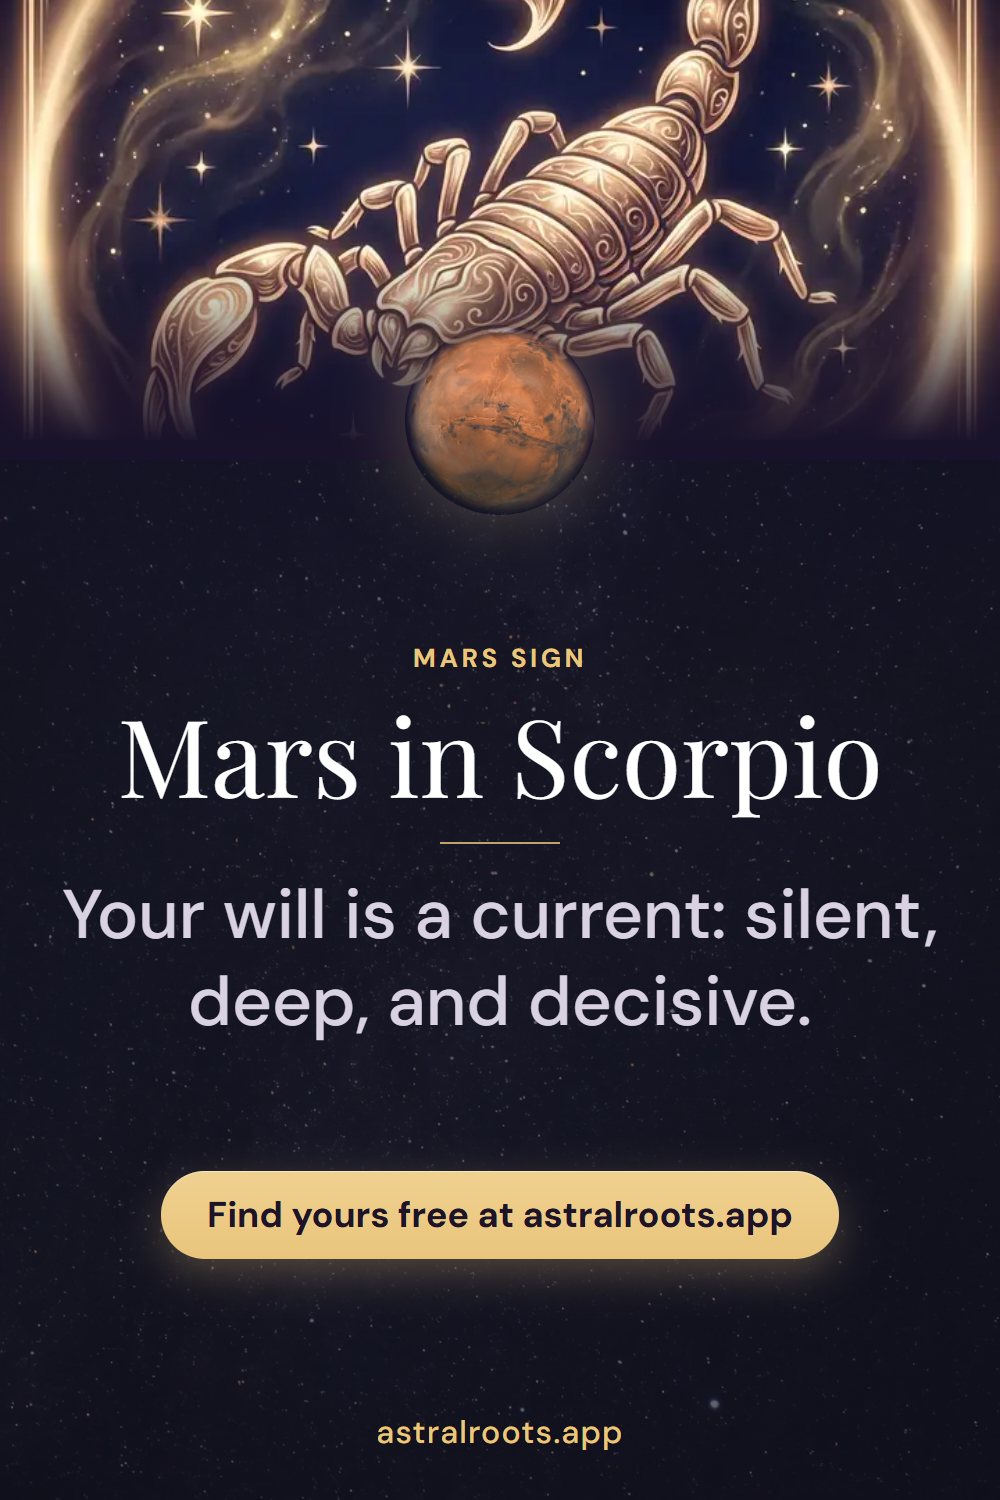 MARS SIGN
Mars in Scorpio
Your will is a current: silent,
deep, and decisive.
Find yours free at astralroots.app
astralroots.app